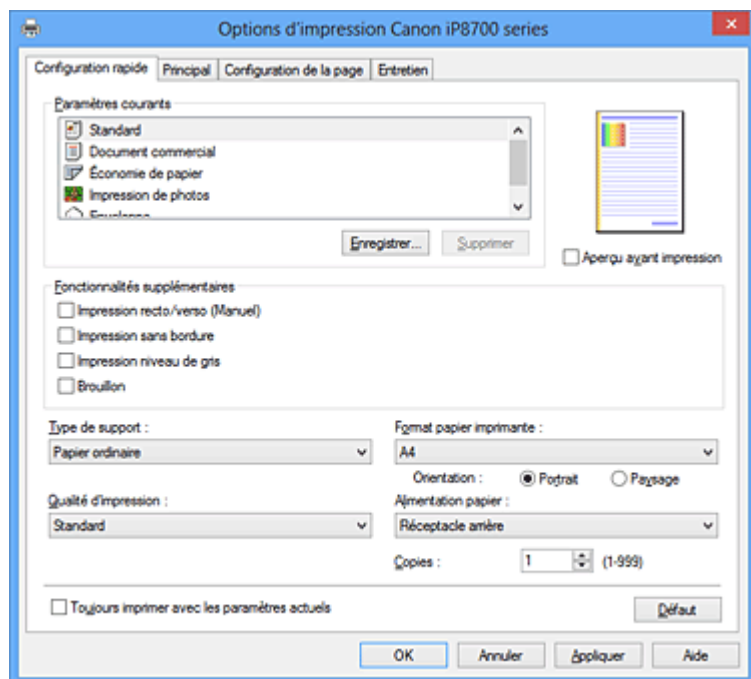 Options d'impression Canon iP8700 series
Configuration rapide
Principal
Configuration de la page
Entretien
Paramètres courants
Standard
Document commercial
Économie de papier
Impression de photos
Enveloppe
Enregistrer...
Supprimer
Aperçu avant impression
Fonctionnalités supplémentaires
Impression recto/verso (Manuel)
Impression sans bordure
Impression niveau de gris
Brouillon
Type de support :
Papier ordinaire
Format papier imprimante :
A4
Orientation :
Portrait
Paysage
Qualité d'impression :
Standard
Alimentation papier :
Réceptacle arrière
Copies :
1
(1-999)
Toujours imprimer avec les paramètres actuels
Défaut
OK
Annuler
Appliquer
Aide